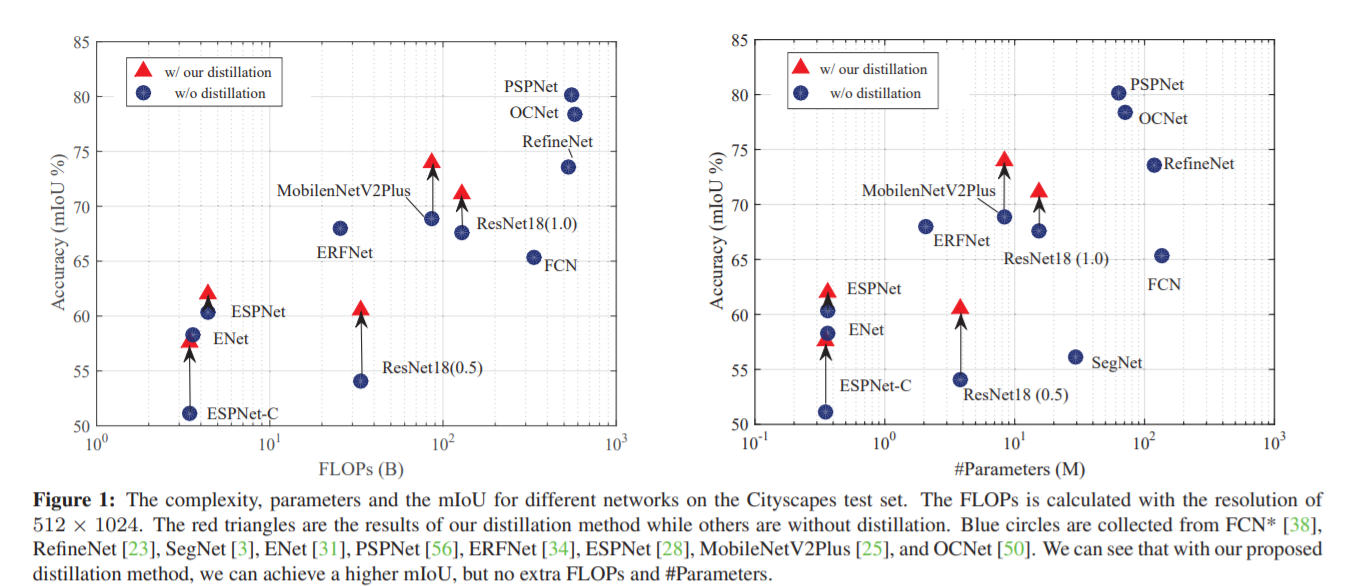 85
80
75
70
65
60
55
50
Accuracy (mIoU %)
w/ our distillation
w/o distillation
PSPNet
OCNet
RefineNet
MobilenNetV2Plus
ResNet18(1.0)
ERFNet
FCN
ESPNet
ENet
ResNet18(0.5)
ESPNet-C
10^0
10^1
10^2
10^3
FLOPs (B)
85
80
75
70
65
60
55
50
Accuracy (mIoU %)
w/ our distillation
w/o distillation
PSPNet
OCNet
RefineNet
MobilenNetV2Plus
ERFNet
ResNet18 (1.0)
FCN
ESPNet
ENet
SegNet
ESPNet-C
ResNet18 (0.5)
10^-1
10^0
10^1
10^2
10^3
#Parameters (M)
Figure 1: The complexity, parameters and the mIoU for different networks on the Cityscapes test set. The FLOPs is calculated with the resolution of
512 × 1024. The red triangles are the results of our distillation method while others are without distillation. Blue circles are collected from FCN* [38],
RefineNet [23], SegNet [3], ENet [31], PSPNet [56], ERFNet [34], ESPNet [28], MobileNetV2Plus [25], and OCNet [50]. We can see that with our proposed
distillation method, we can achieve a higher mIoU, but no extra FLOPs and #Parameters.